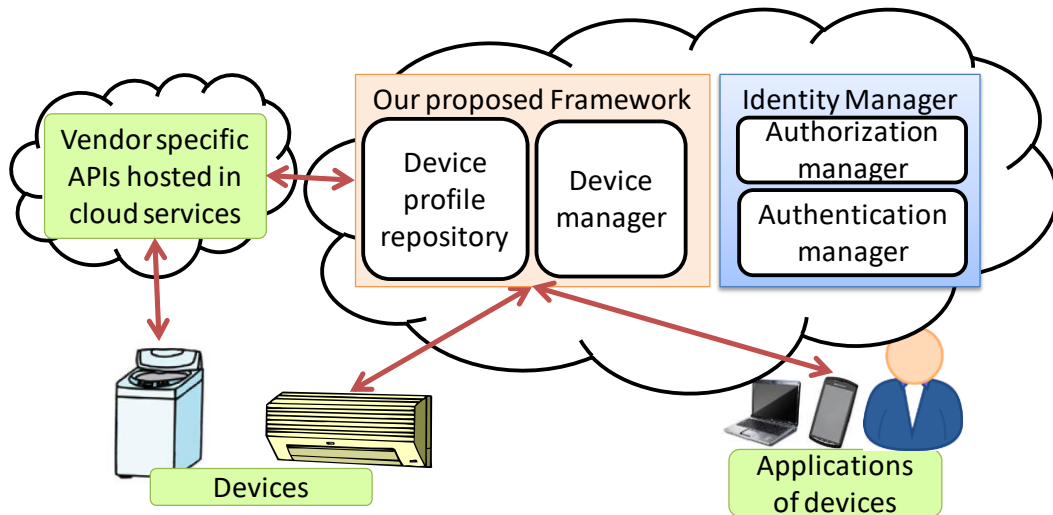 Our proposed Framework
Identity Manager
Vendor specific
APIs hosted in
cloud services
Device
profile
repository
Device
manager
Authorization
manager
Authentication
manager
Devices
Applications
of devices